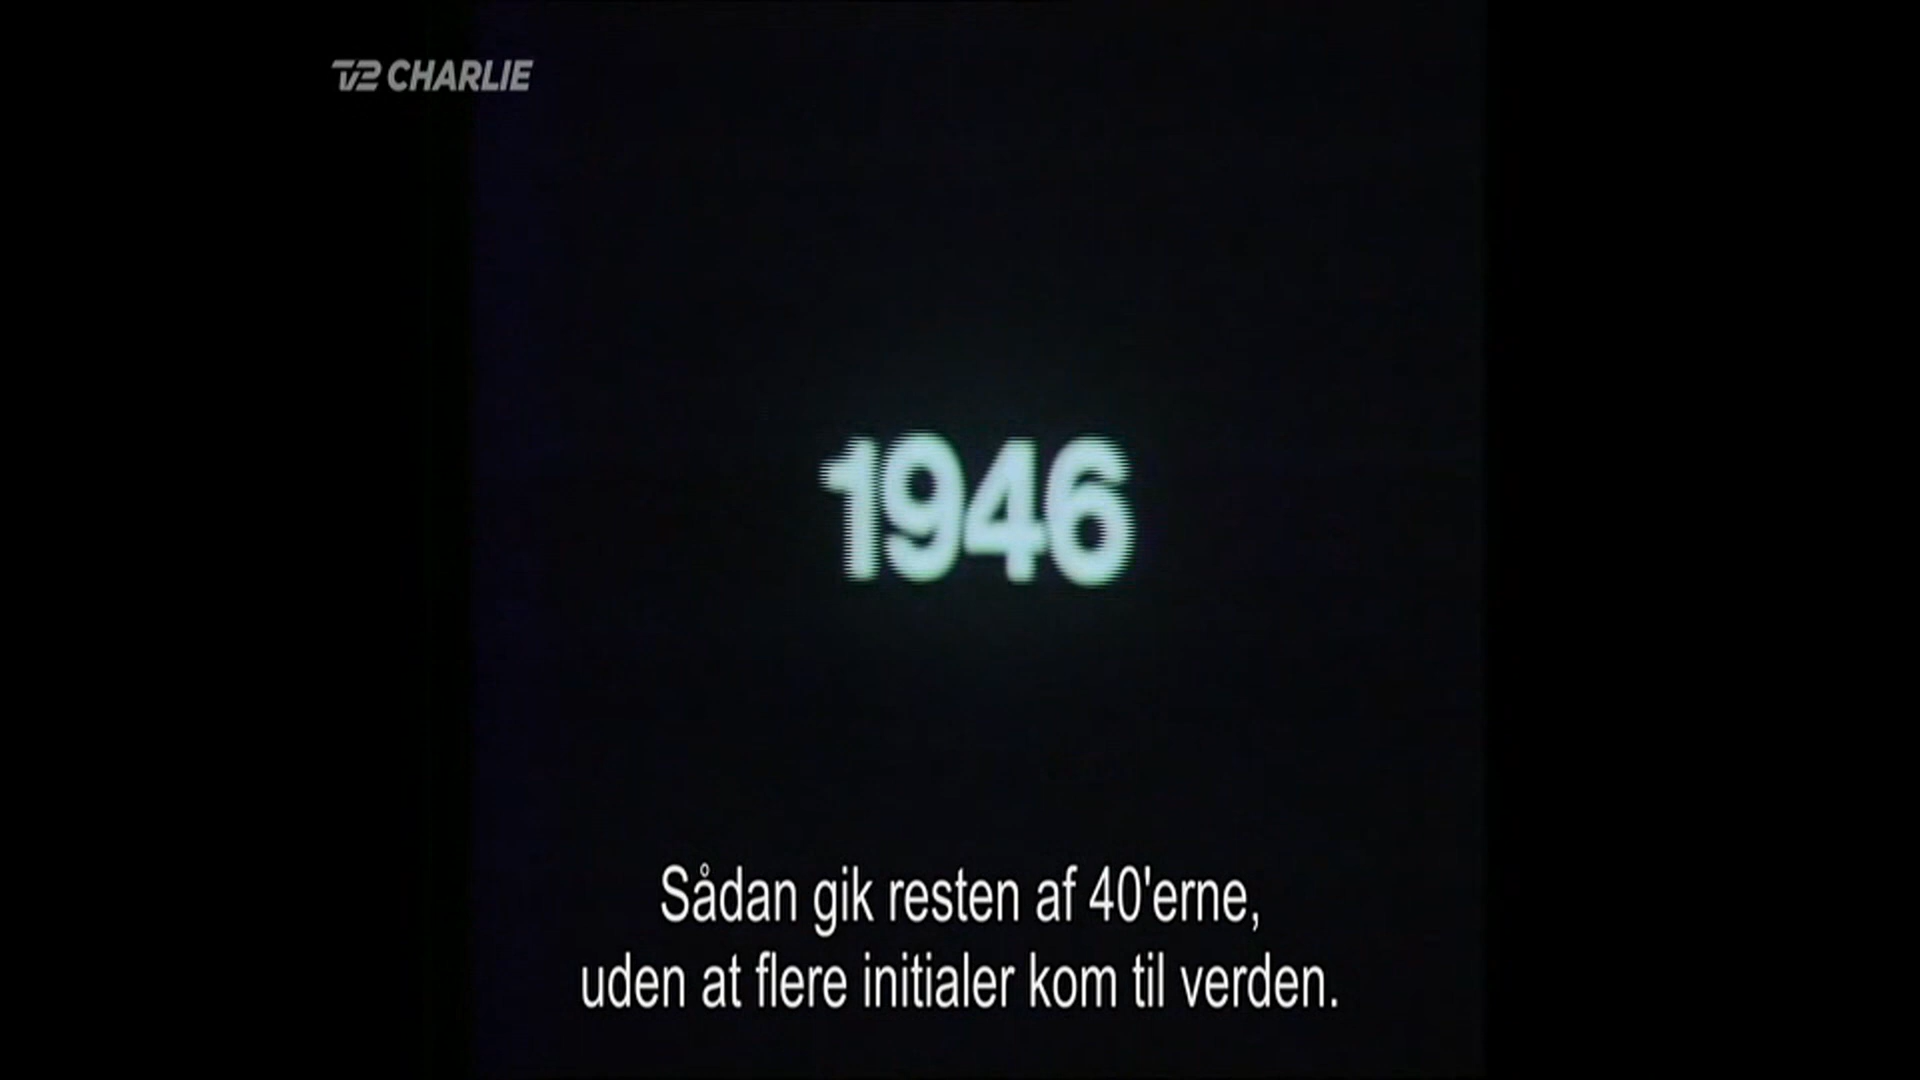 TV2 CHARLIE
1946
Sådan gik resten af 40'erne,
uden at flere initialer kom til verden.